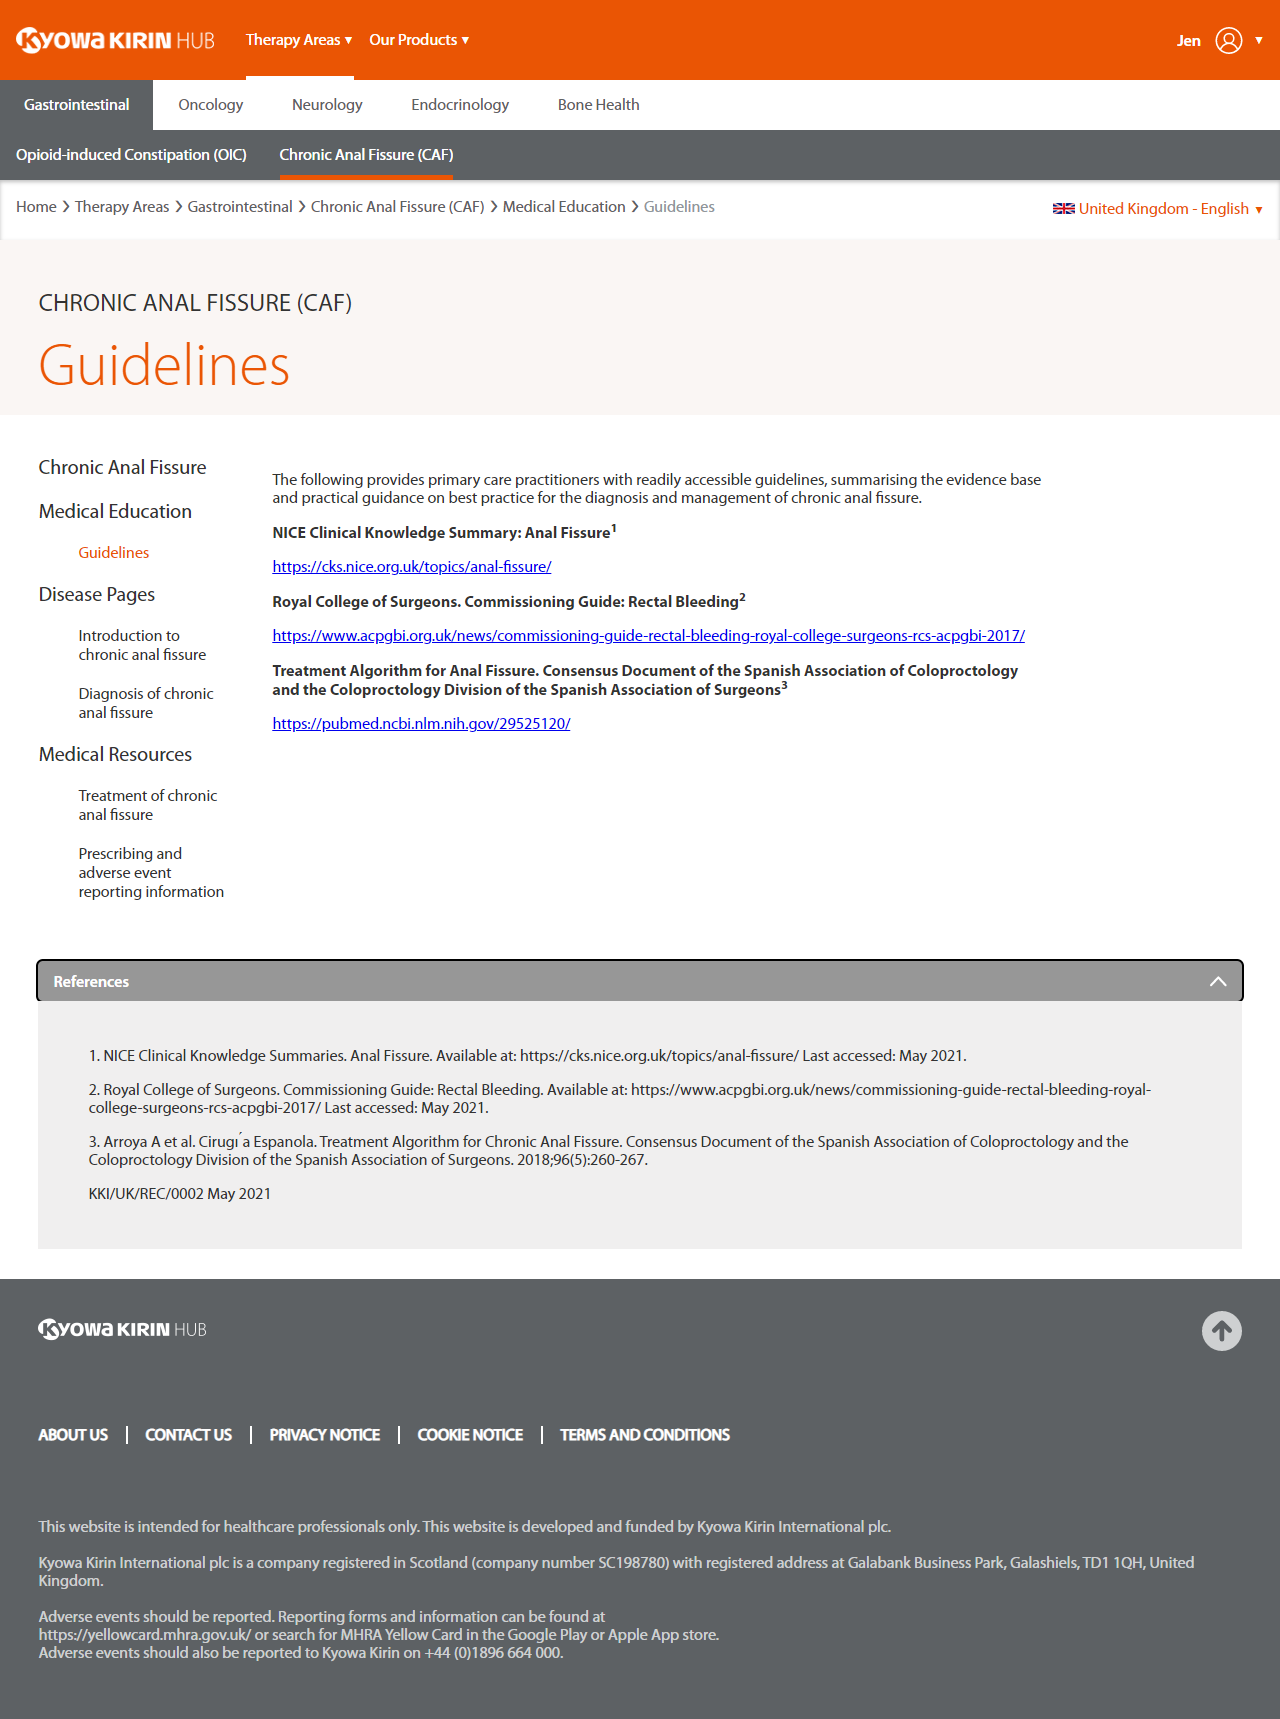 KYOWA KIRIN HUB
Therapy Areas ▼ Our Products ▼
Jen ▼
Gastrointestinal Oncology Neurology Endocrinology Bone Health
Opioid-induced Constipation (OIC) Chronic Anal Fissure (CAF)
Home > Therapy Areas > Gastrointestinal > Chronic Anal Fissure (CAF) > Medical Education > Guidelines
United Kingdom - English ▼
CHRONIC ANAL FISSURE (CAF)
Guidelines
Chronic Anal Fissure
Medical Education
Guidelines
Disease Pages
Introduction to
chronic anal fissure
Diagnosis of chronic
anal fissure
Medical Resources
Treatment of chronic
anal fissure
Prescribing and
adverse event
reporting information
The following provides primary care practitioners with readily accessible guidelines, summarising the evidence base
and practical guidance on best practice for the diagnosis and management of chronic anal fissure.
NICE Clinical Knowledge Summary: Anal Fissure1
https://cks.nice.org.uk/topics/anal-fissure/
Royal College of Surgeons. Commissioning Guide: Rectal Bleeding2
https://www.acpgbi.org.uk/news/commissioning-guide-rectal-bleeding-royal-college-surgeons-rcs-acpgbi-2017/
Treatment Algorithm for Anal Fissure. Consensus Document of the Spanish Association of Coloproctology
and the Coloproctology Division of the Spanish Association of Surgeons3
https://pubmed.ncbi.nlm.nih.gov/29525120/
References
1. NICE Clinical Knowledge Summaries. Anal Fissure. Available at: https://cks.nice.org.uk/topics/anal-fissure/ Last accessed: May 2021.
2. Royal College of Surgeons. Commissioning Guide: Rectal Bleeding. Available at: https://www.acpgbi.org.uk/news/commissioning-guide-rectal-bleeding-royal-
college-surgeons-rcs-acpgbi-2017/ Last accessed: May 2021.
3. Arroya A et al. Cirugı´a Espanola. Treatment Algorithm for Chronic Anal Fissure. Consensus Document of the Spanish Association of Coloproctology and the
Coloproctology Division of the Spanish Association of Surgeons. 2018;96(5):260-267.
KKI/UK/REC/0002 May 2021
KYOWA KIRIN HUB
ABOUT US | CONTACT US | PRIVACY NOTICE | COOKIE NOTICE | TERMS AND CONDITIONS
This website is intended for healthcare professionals only. This website is developed and funded by Kyowa Kirin International plc.
Kyowa Kirin International plc is a company registered in Scotland (company number SC198780) with registered address at Galabank Business Park, Galashiels, TD1 1QH, United
Kingdom.
Adverse events should be reported. Reporting forms and information can be found at
https://yellowcard.mhra.gov.uk/ or search for MHRA Yellow Card in the Google Play or Apple App store.
Adverse events should also be reported to Kyowa Kirin on +44 (0)1896 664 000.